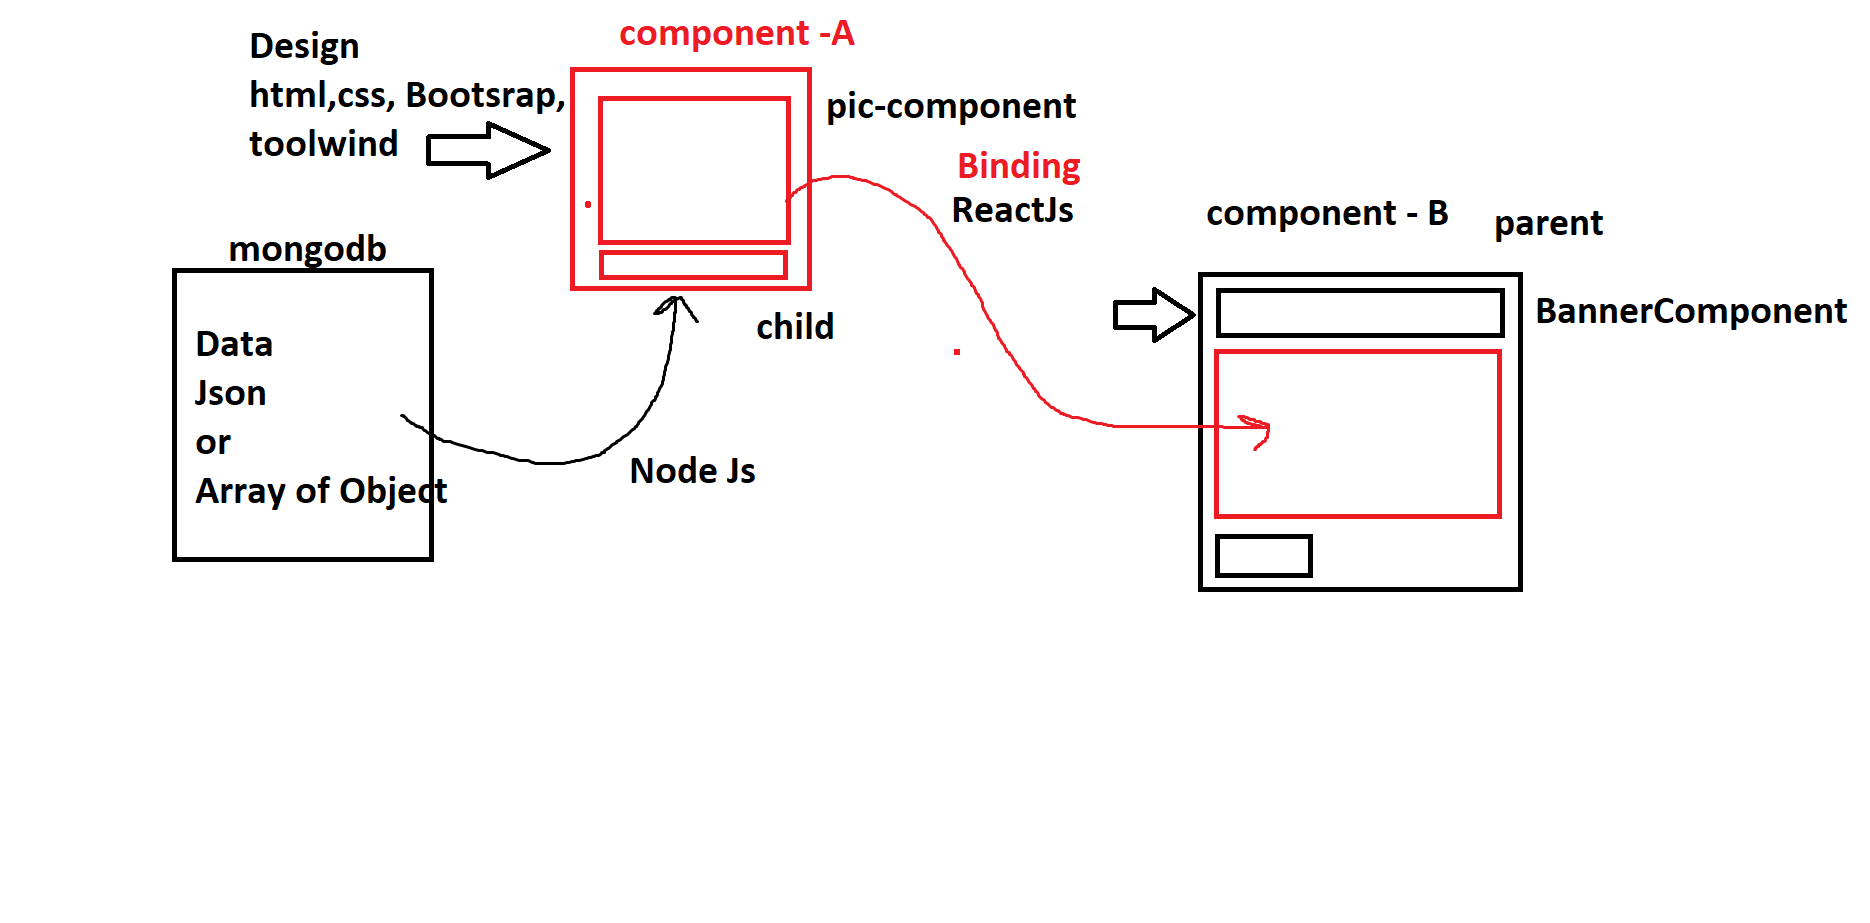 Design
html,css, Bootsrap,
toolwind
component -A
pic-component
Binding
ReactJs
component - B
parent
BannerComponent
mongodb
Data
Json
or
Array of Object
child
Node Js